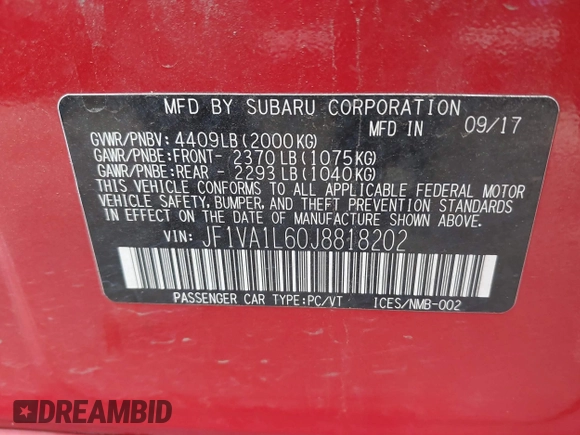 MFD BY SUBARU CORPORATION
MFD IN 09/17
GVWR/PNBV: 4409LB(2000KG)
GAWR/PNBE:FRONT- 2370LB(1075KG)
GAWR/PNBE:REAR - 2293LB(1040KG)
THIS VEHICLE CONFORMS TO ALL APPLICABLE FEDERAL MOTOR
VEHICLE SAFETY, BUMPER, AND THEFT PREVENTION STANDARDS
IN EFFECT ON THE DATE OF MANUFACTURE SHOWN ABOVE.
VIN: JF1VA1L60J8818202
PASSENGER CAR TYPE:PC/VT ICES/NMB-002
DREAMBID